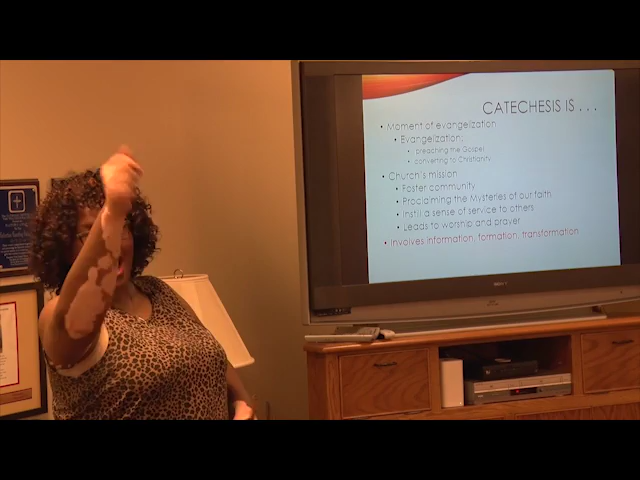 CATECHESIS IS . . .
• Moment of evangelization
• Evangelization:
• preaching the Gospel
• converting to Christianity
• Church's mission
• Foster community
• Proclaiming the Mysteries of our faith
• Instill a sense of service to others
• Leads to worship and prayer
• Involves information, formation, transformation
SONY